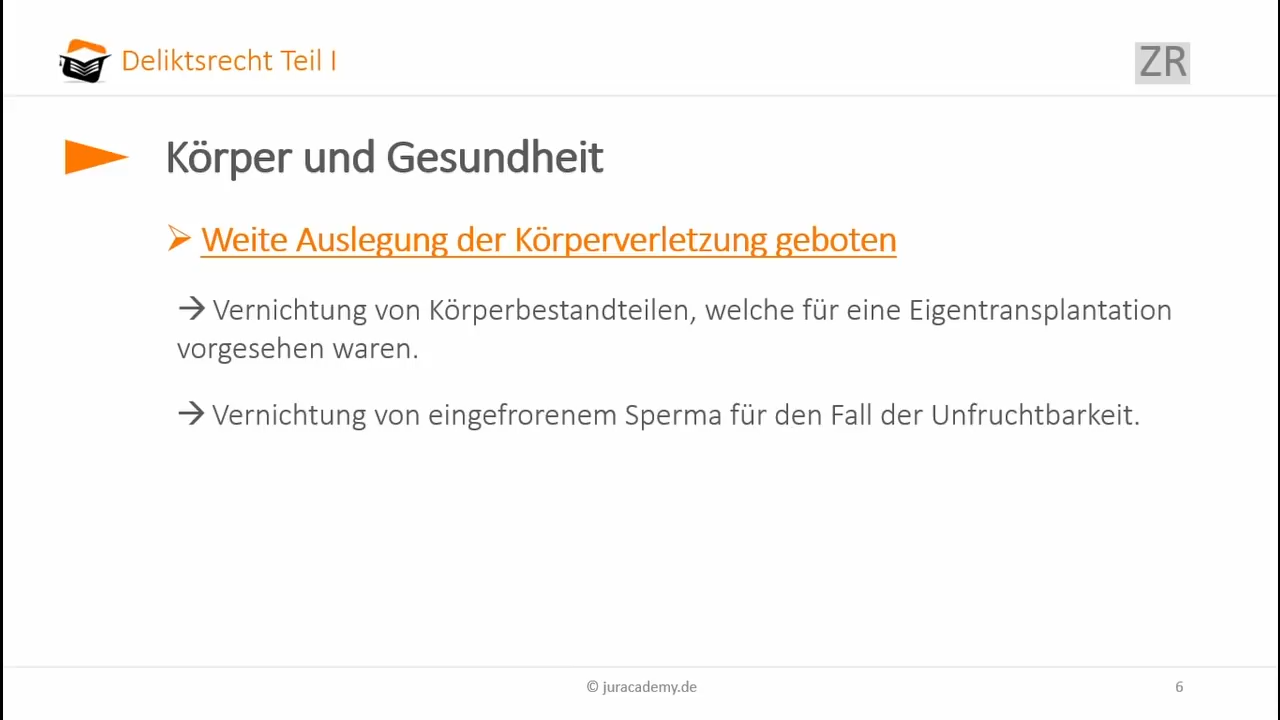 Deliktsrecht Teil I
ZR
Körper und Gesundheit
Weite Auslegung der Körperverletzung geboten
→ Vernichtung von Körperbestandteilen, welche für eine Eigentransplantation
vorgesehen waren.
→ Vernichtung von eingefrorenem Sperma für den Fall der Unfruchtbarkeit.
© juracademy.de
6